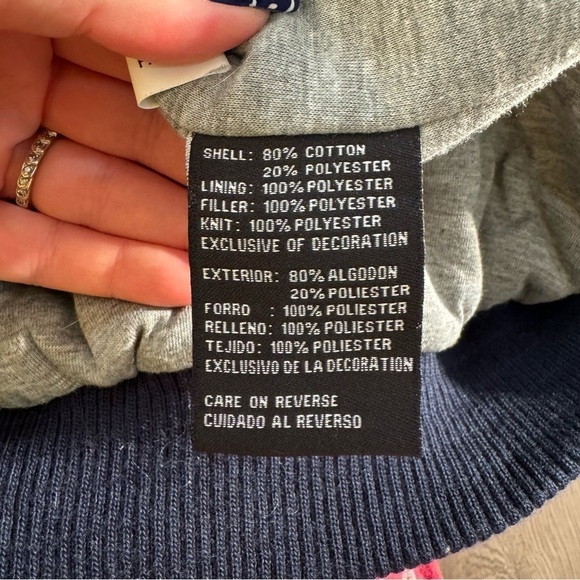 SHELL: 80% COTTON
20% POLYESTER
LINING: 100% POLYESTER
FILLER: 100% POLYESTER
KNIT: 100% POLYESTER
EXCLUSIVE OF DECORATION
EXTERIOR: 80% ALGODON
20% POLIESTER
FORRO : 100% POLIESTER
RELLENO: 100% POLIESTER
TEJIDO: 100% POLIESTER
EXCLUSIVO DE LA DECORATION
CARE ON REVERSE
CUIDADO AL REVERSO